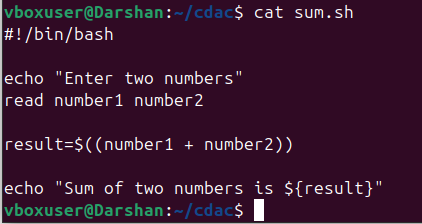 vboxuser@Darshan:~/cdac$ cat sum.sh
#!/bin/bash
echo "Enter two numbers"
read number1 number2
result=$((number1 + number2))
echo "Sum of two numbers is ${result}"
vboxuser@Darshan:~/cdac$